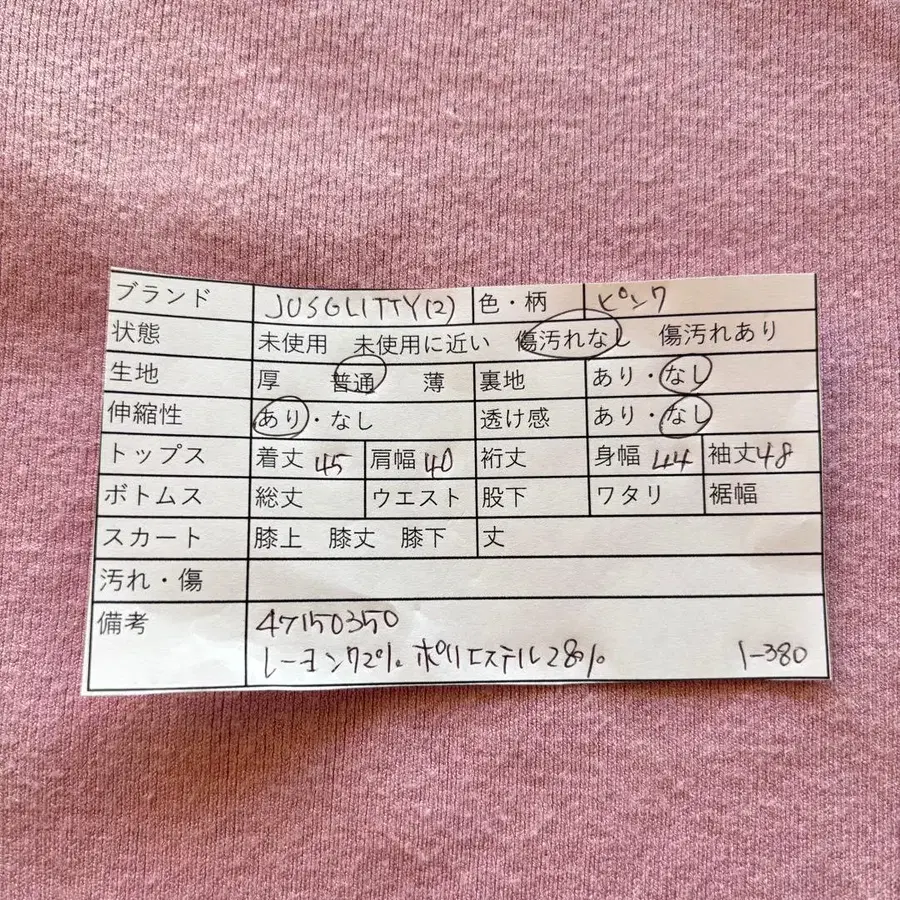 ブランド JUSGLITTY(2) 色・柄 ピンク
状態 未使用 未使用に近い 傷汚れなし 傷汚れあり
生地 厚 普通 薄 裏地 あり・なし
伸縮性 あり・なし 透け感 あり・なし
トップス 着丈 45 肩幅 40 裄丈 身幅 44 袖丈 48
ボトムス 総丈 ウエスト 股下 ワタリ 裾幅
スカート 膝上 膝丈 膝下 丈
汚れ・傷
備考 47150350
レーヨン72% ポリエステル28% 1-380